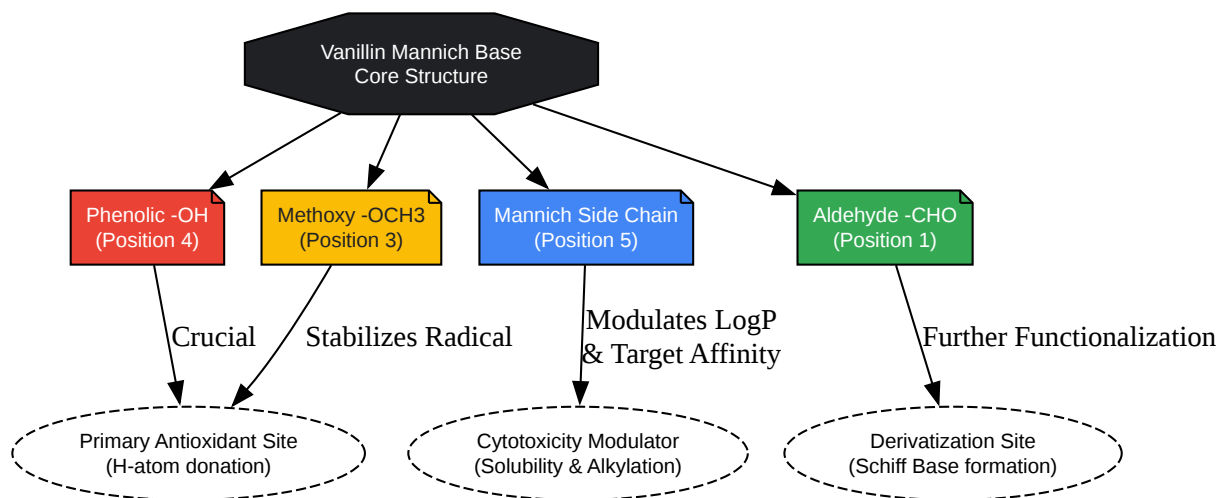 Vanillin Mannich Base
Core Structure
Phenolic -OH
(Position 4)
Methoxy -OCH3
(Position 3)
Mannich Side Chain
(Position 5)
Aldehyde -CHO
(Position 1)
Crucial
Stabilizes Radical
Modulates LogP
& Target Affinity
Further Functionalization
Primary Antioxidant Site
(H-atom donation)
Cytotoxicity Modulator
(Solubility & Alkylation)
Derivatization Site
(Schiff Base formation)